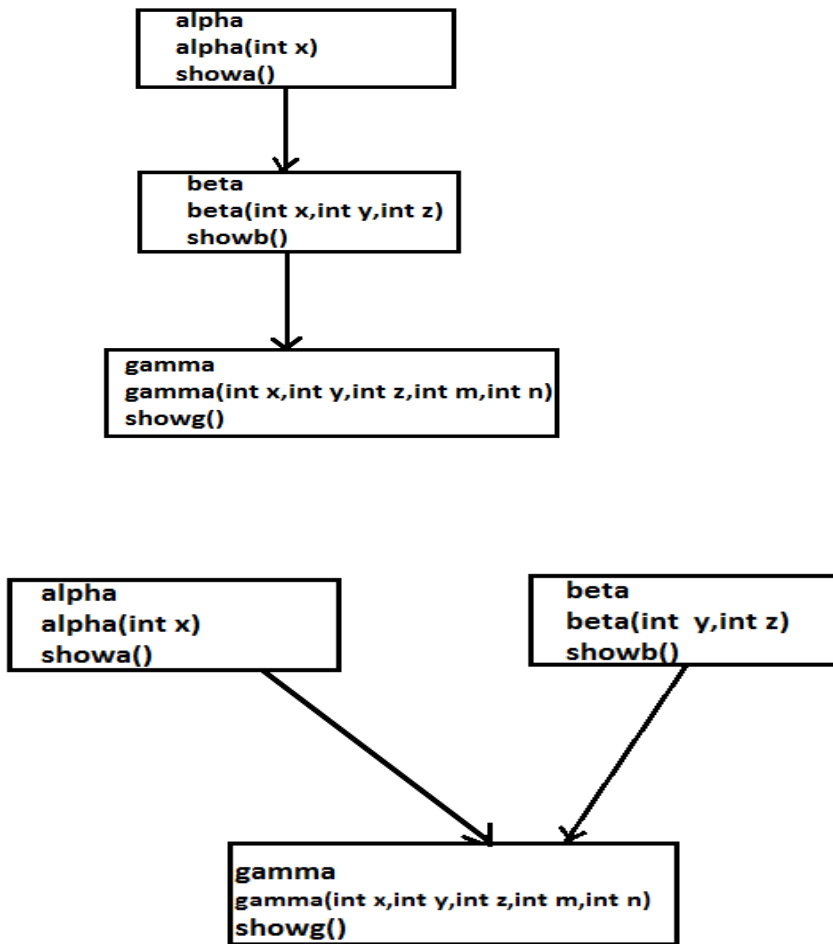 alpha
alpha(int x)
showa()
beta
beta(int x,int y,int z)
showb()
gamma
gamma(int x,int y,int z,int m,int n)
showg()
alpha
alpha(int x)
showa()
beta
beta(int  y,int z)
showb()
gamma
gamma(int x,int y,int z,int m,int n)
showg()